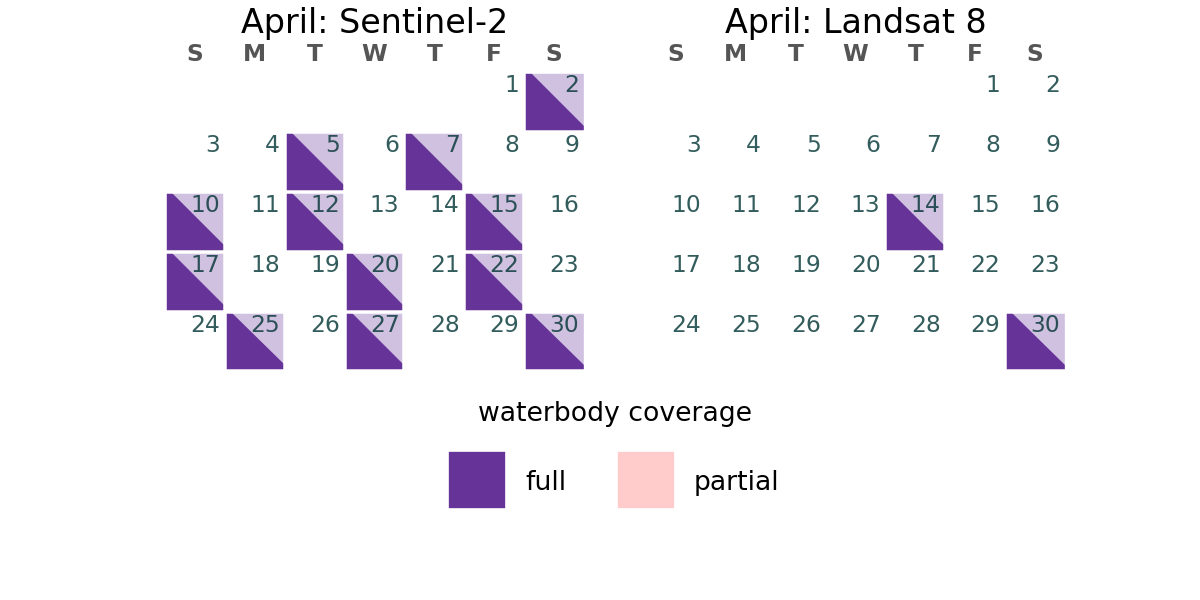 April: Sentinel-2
S M T W T F S
1 2
3 4 5 6 7 8 9
10 11 12 13 14 15 16
17 18 19 20 21 22 23
24 25 26 27 28 29 30
April: Landsat 8
S M T W T F S
1 2
3 4 5 6 7 8 9
10 11 12 13 14 15 16
17 18 19 20 21 22 23
24 25 26 27 28 29 30
waterbody coverage
full partial